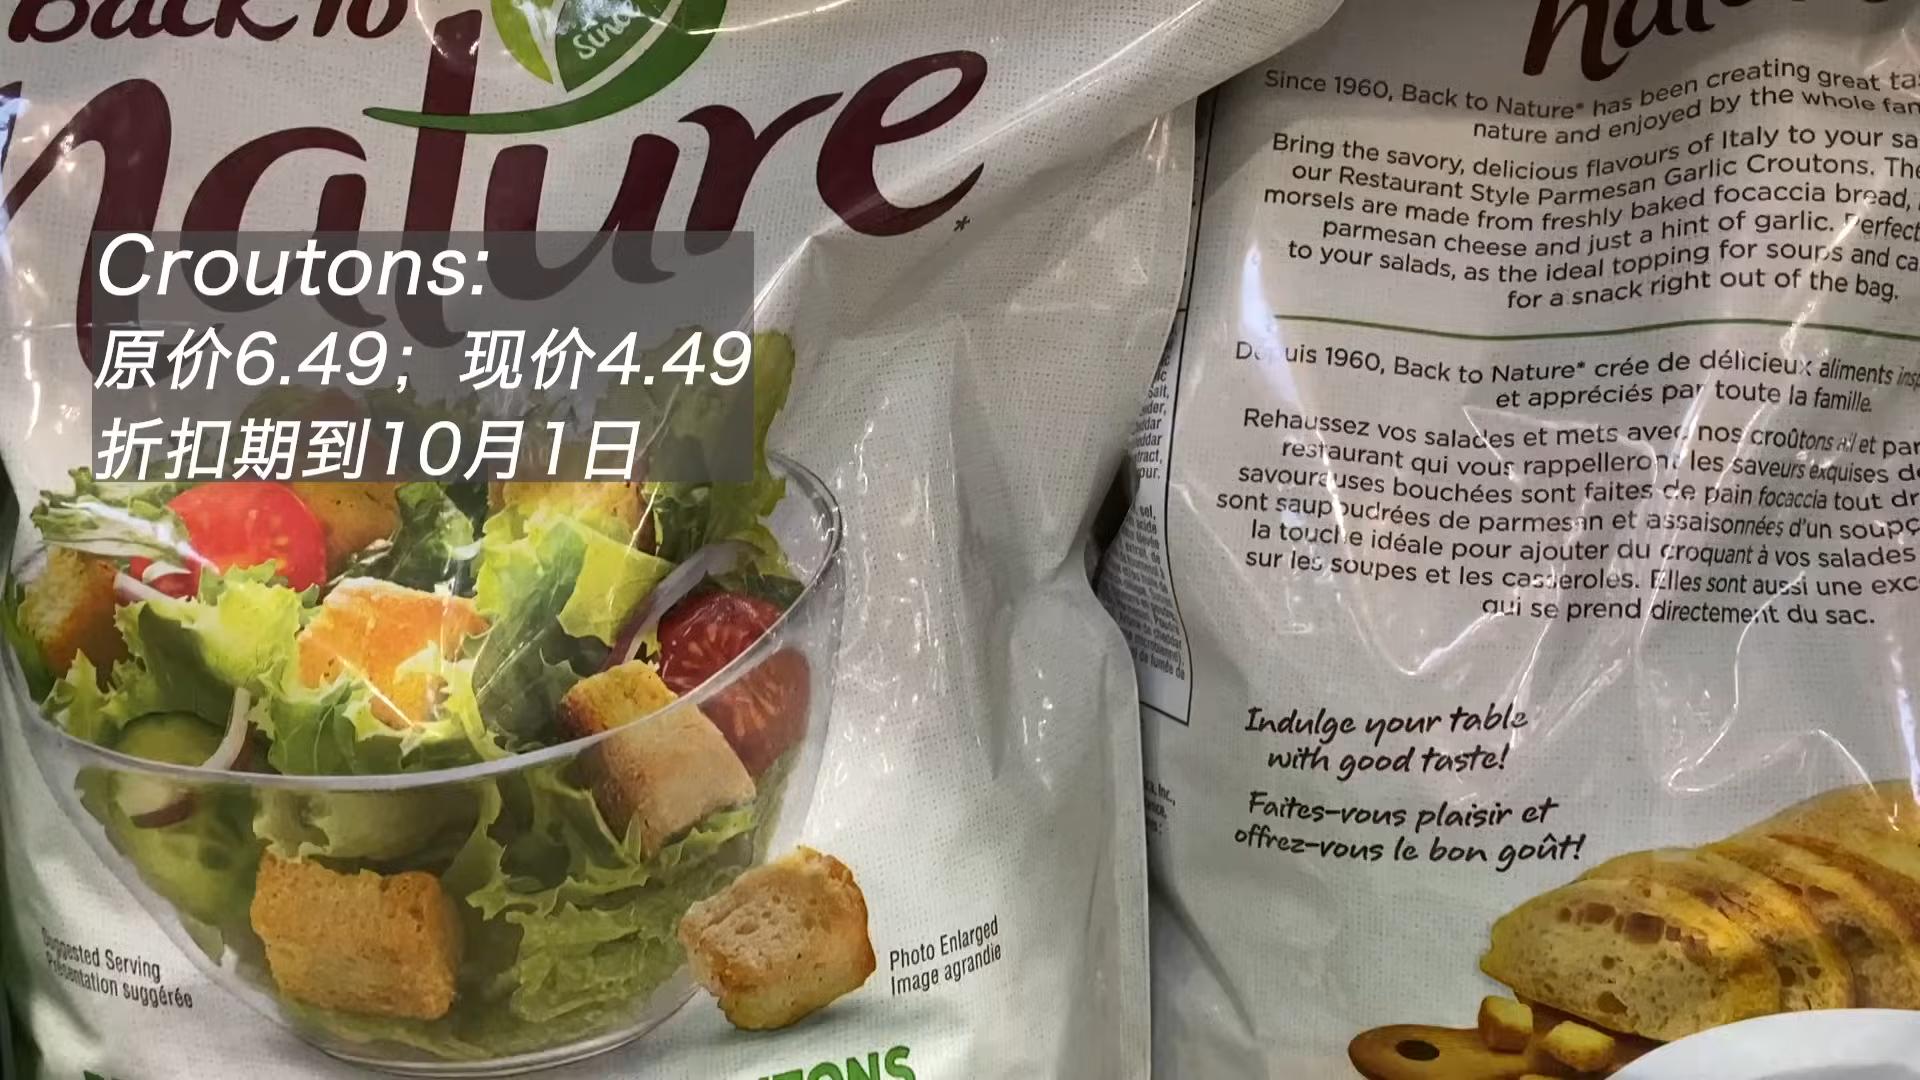 Back to
nature
since
Croutons:
原价6.49；现价4.49
折扣期到10月1日
Suggested Serving
Présentation suggérée
Photo Enlarged
Image agrandie
Since 1960, Back to Nature* has been creating great
nature and enjoyed by the whole
Bring the savory, delicious flavours of Italy to your
our Restaurant Style Parmesan Garlic Croutons.
morsels are made from freshly baked focaccia bread,
parmesan cheese and just a hint of garlic. Perfect
to your salads, as the ideal topping for soups and
for a snack right out of the bag.
Depuis 1960, Back to Nature* crée de délicieux aliments
et appréciés par toute la famille.
Rehaussez vos salades et mets avec nos croûtons ail et
restaurant qui vous rappelleront les saveurs exquises
savoureuses bouchées sont faites de pain focaccia tout
sont saupoudrées de parmesan et assaisonnées d'un
la touche idéale pour ajouter du croquant à vos salades
sur les soupes et les casseroles. Elles sont aussi une
qui se prend directement du sac.
Indulge your table
with good taste!
Faites-vous plaisir et
offrez-vous le bon goût!